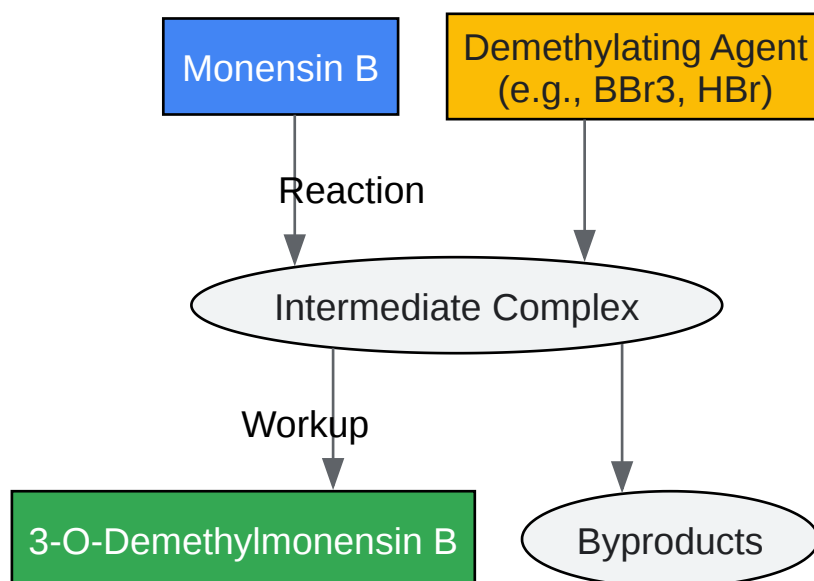 Monensin B
Demethylating Agent
(e.g., BBr3, HBr)
Reaction
Intermediate Complex
Workup
3-O-Demethylmonensin B
Byproducts